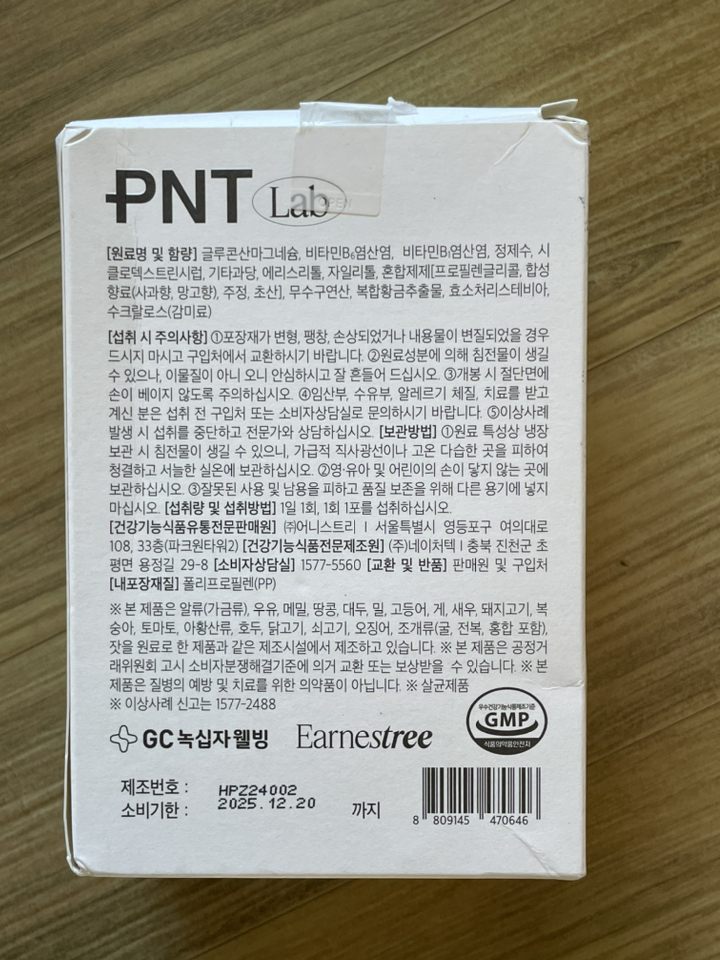 PNT Lab
OPEN
[원료명 및 함량] 글루콘산마그네슘, 비타민B₆염산염, 비타민B₁염산염, 정제수, 시
클로덱스트린시럽, 기타과당, 에리스리톨, 자일리톨, 혼합제제[프로필렌글리콜, 합성
향료(사과향, 망고향), 주정, 초산], 무수구연산, 복합황금추출물, 효소처리스테비아,
수크랄로스(감미료)
[섭취 시 주의사항] ①포장재가 변형, 팽창, 손상되었거나 내용물이 변질되었을 경우
드시지 마시고 구입처에서 교환하시기 바랍니다. ②원료성분에 의해 침전물이 생길
수 있으나, 이물질이 아니 오니 안심하시고 잘 흔들어 드십시오. ③개봉 시 절단면에
손이 베이지 않도록 주의하십시오. ④임산부, 수유부, 알레르기 체질, 치료를 받고
계신 분은 섭취 전 구입처 또는 소비자상담실로 문의하시기 바랍니다. ⑤이상사례
발생 시 섭취를 중단하고 전문가와 상담하십시오. [보관방법] ①원료 특성상 냉장
보관 시 침전물이 생길 수 있으니, 가급적 직사광선이나 고온 다습한 곳을 피하여
청결하고 서늘한 실온에 보관하십시오. ②영·유아 및 어린이의 손이 닿지 않는 곳에
보관하십시오. ③잘못된 사용 및 남용을 피하고 품질 보존을 위해 다른 용기에 넣지
마십시오. [섭취량 및 섭취방법] 1일 1회, 1회 1포를 섭취하십시오.
[건강기능식품유통전문판매원] ㈜어니스트리 | 서울특별시 영등포구 여의대로
108, 33층(파크원타워2) [건강기능식품전문제조원] (주)네이처텍 | 충북 진천군 초
평면 용정길 29-8 [소비자상담실] 1577-5560 [교환 및 반품] 판매원 및 구입처
[내포장재질] 폴리프로필렌(PP)
※ 본 제품은 알류(가금류), 우유, 메밀, 땅콩, 대두, 밀, 고등어, 게, 새우, 돼지고기, 복
숭아, 토마토, 아황산류, 호두, 닭고기, 쇠고기, 오징어, 조개류(굴, 전복, 홍합 포함),
잣을 원료로 한 제품과 같은 제조시설에서 제조하고 있습니다. ※ 본 제품은 공정거
래위원회 고시 소비자분쟁해결기준에 의거 교환 또는 보상받을 수 있습니다. ※ 본
제품은 질병의 예방 및 치료를 위한 의약품이 아닙니다. ※ 살균제품
※ 이상사례 신고는 1577-2488
우수건강기능식품제조기준
GMP
식품의약품안전처
GC녹십자웰빙 Earnestree
제조번호 : HPZ24002
소비기한 : 2025.12.20 까지
8 809145 470646